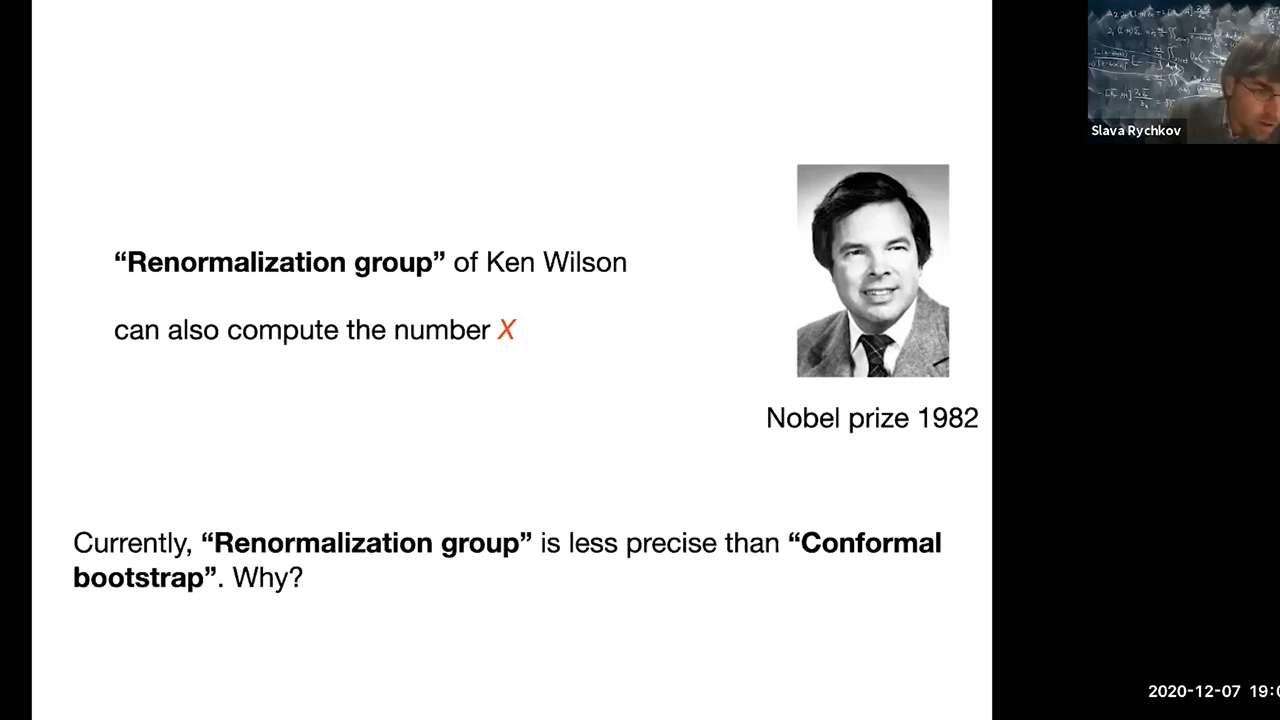 “Renormalization group” of Ken Wilson
can also compute the number X
Nobel prize 1982
Currently, “Renormalization group” is less precise than “Conformal
bootstrap”. Why?
Slava Rychkov
2020-12-07 19:0